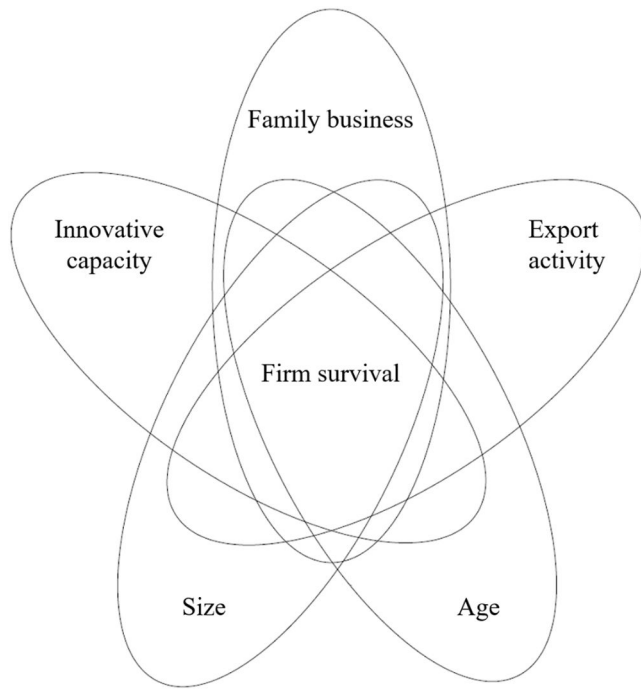 Family business
Innovative
capacity
Export
activity
Firm survival
Size
Age